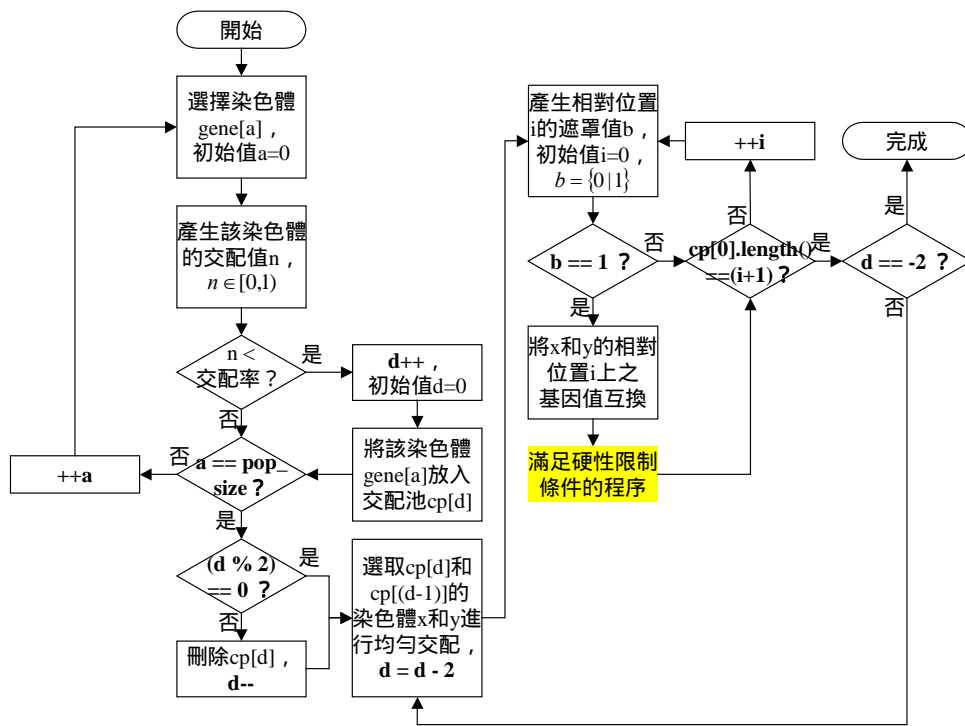 開始
選擇染色體
gene[a]，
初始值a=0
產生該染色體
的交配值n，
n∈[0,1)
n <
交配率？
是
否
d++，
初始值d=0
將該染色體
gene[a]放入
交配池cp[d]
a == pop_
size？
否
++a
是
(d % 2)
== 0 ？
是
否
刪除cp[d]，
d--
選取cp[d]和
cp[(d-1)]的
染色體x和y進
行均勻交配，
d = d - 2
產生相對位置
i的遮罩值b，
初始值i=0，
b = {0 | 1}
b == 1 ？
否
是
將x和y的相對
位置i上之
基因值互換
滿足硬性限制
條件的程序
cp[0].length()
==(i+1)？
否
++i
是
d == -2 ？
是
完成
否